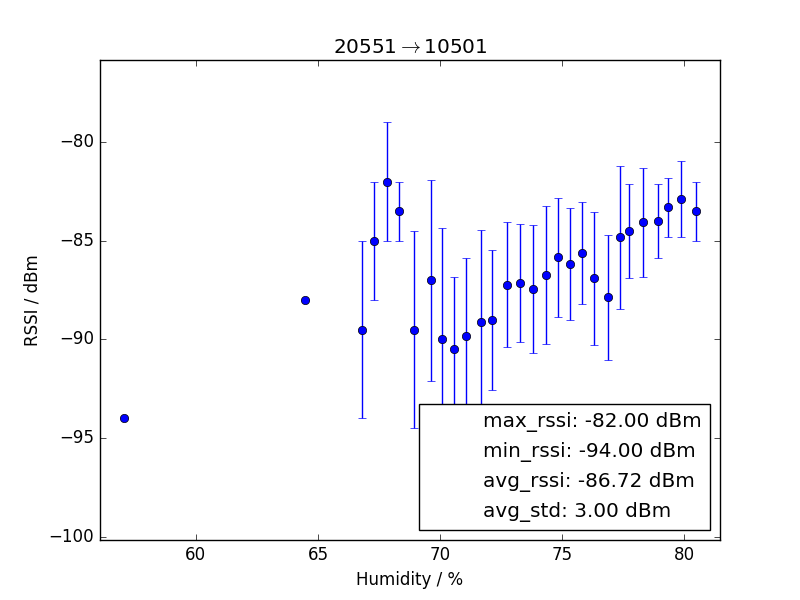 20551→10501
RSSI / dBm
−80
−85
−90
−95
−100
max_rssi: -82.00 dBm
min_rssi: -94.00 dBm
avg_rssi: -86.72 dBm
avg_std: 3.00 dBm
60 65 70 75 80
Humidity / %